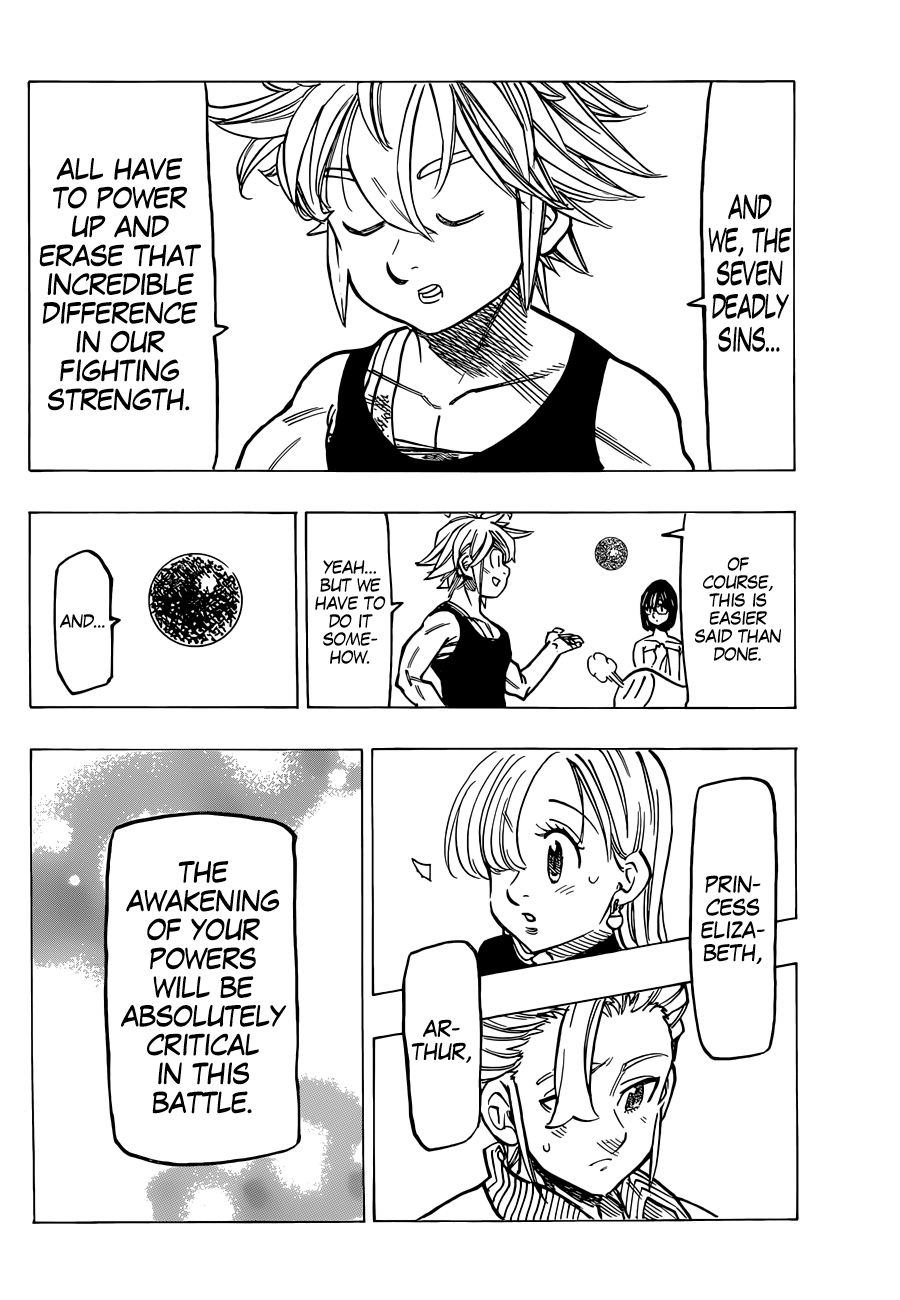 AND
WE, THE
SEVEN
DEADLY
SINS...
ALL HAVE
TO POWER
UP AND
ERASE THAT
INCREDIBLE
DIFFERENCE
IN OUR
FIGHTING
STRENGTH.
OF
COURSE,
THIS IS
EASIER
SAID THAN
DONE.
YEAH...
BUT WE
HAVE TO
DO IT
SOME-
HOW.
AND...
PRIN-
CESS
ELIZA-
BETH,
AR-
THUR,
THE
AWAKENING
OF YOUR
POWERS
WILL BE
ABSOLUTELY
CRITICAL
IN THIS
BATTLE.